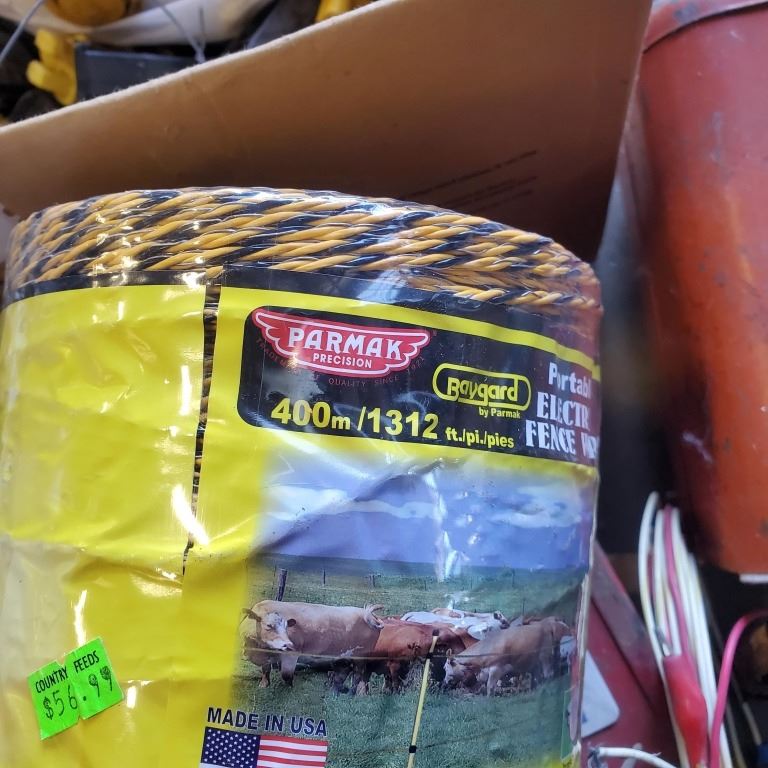 PARMAK
PRECISION
QUALITY SINCE
Baygard
by Parmak
400m/1312 ft./pi./pies
Portabl
ELECTR
FENCE
COUNTRY FEEDS
$56.99
MADE IN USA